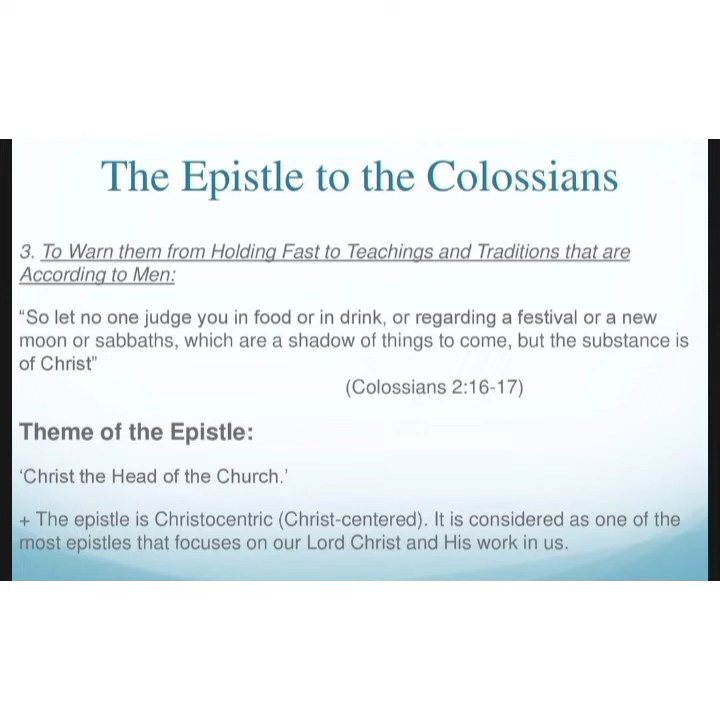 The Epistle to the Colossians
3. To Warn them from Holding Fast to Teachings and Traditions that are
According to Men:
“So let no one judge you in food or in drink, or regarding a festival or a new
moon or sabbaths, which are a shadow of things to come, but the substance is
of Christ”
(Colossians 2:16-17)
Theme of the Epistle:
‘Christ the Head of the Church.’
+ The epistle is Christocentric (Christ-centered). It is considered as one of the
most epistles that focuses on our Lord Christ and His work in us.